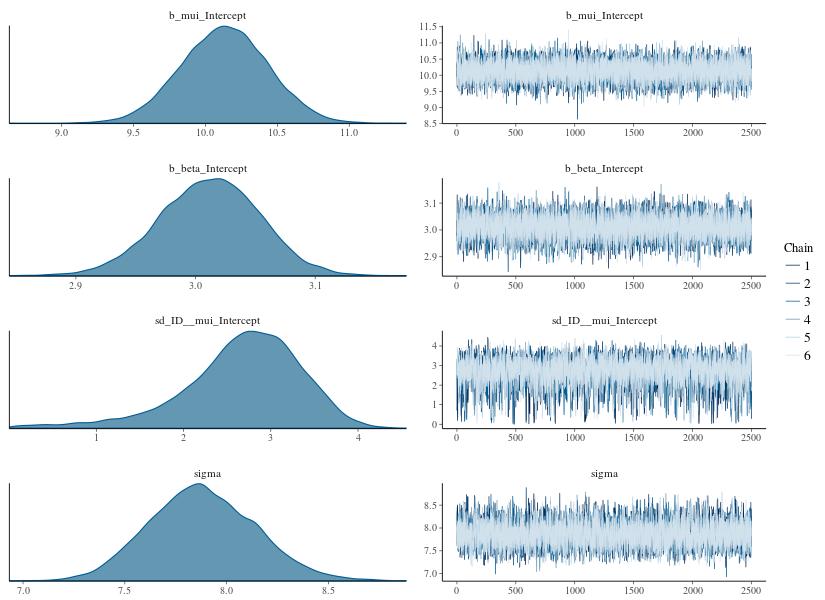 b_mui_Intercept
9.0 9.5 10.0 10.5 11.0
b_mui_Intercept
11.5
10.5
10.0
9.5
9.0
8.5
0 500 1000 1500 2000 2500
b_beta_Intercept
2.9 3.0 3.1
b_beta_Intercept
3.1
3.0
2.9
0 500 1000 1500 2000 2500
sd_ID__mui_Intercept
1 2 3 4
sd_ID__mui_Intercept
4
3
2
1
0
0 500 1000 1500 2000 2500
sigma
7.0 7.5 8.0 8.5
sigma
8.5
8.0
7.5
7.0
0 500 1000 1500 2000 2500
Chain
1
2
3
4
5
6